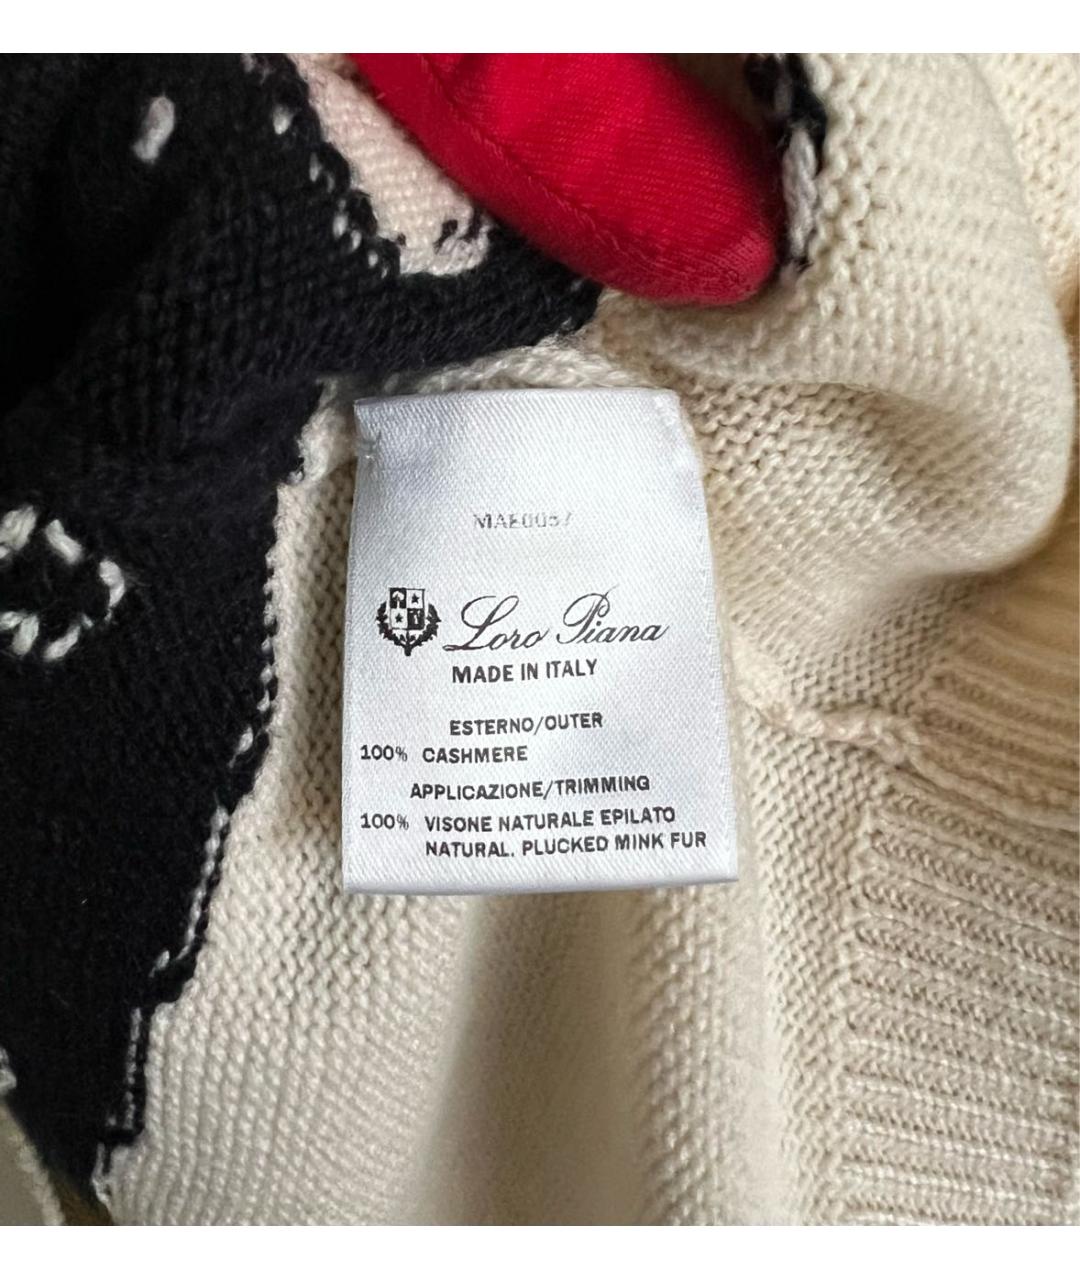 MAE0057
Loro Piana
MADE IN ITALY
ESTERNO/OUTER
100% CASHMERE
APPLICAZIONE/TRIMMING
100% VISONE NATURALE EPILATO
NATURAL. PLUCKED MINK FUR